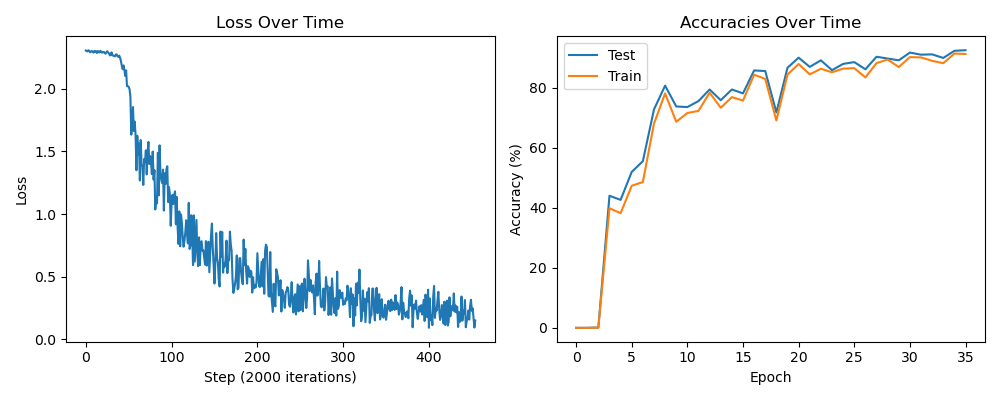 Loss Over Time
Loss
2.0
1.5
1.0
0.5
0.0
0 100 200 300 400
Step (2000 iterations)
Accuracies Over Time
Test
Train
Accuracy (%)
80
60
40
20
0
0 5 10 15 20 25 30 35
Epoch